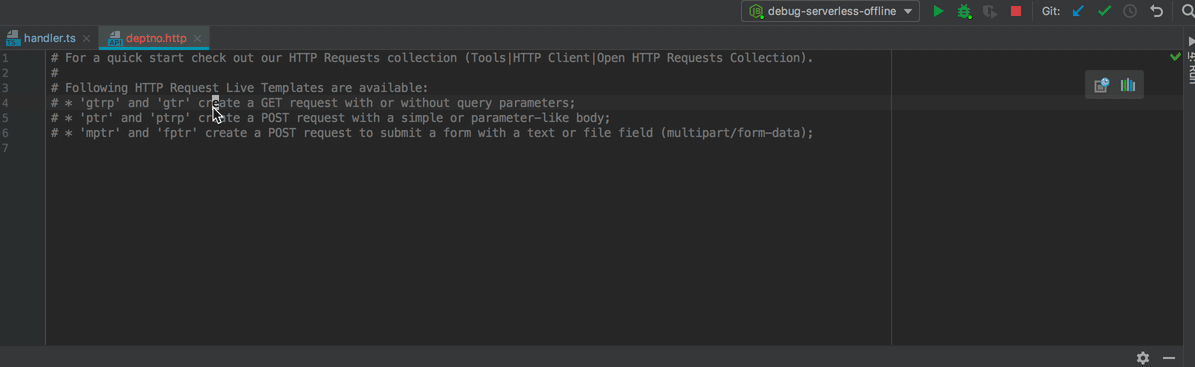 debug-serverless-offline
Git:
handler.ts
deptno.http
1 # For a quick start check out our HTTP Requests collection (Tools|HTTP Client|Open HTTP Requests Collection).
2 #
3 # Following HTTP Request Live Templates are available:
4 # * 'gtrp' and 'gtr' create a GET request with or without query parameters;
5 # * 'ptr' and 'ptrp' create a POST request with a simple or parameter-like body;
6 # * 'mptr' and 'fptr' create a POST request to submit a form with a text or file field (multipart/form-data);
7
4: Run